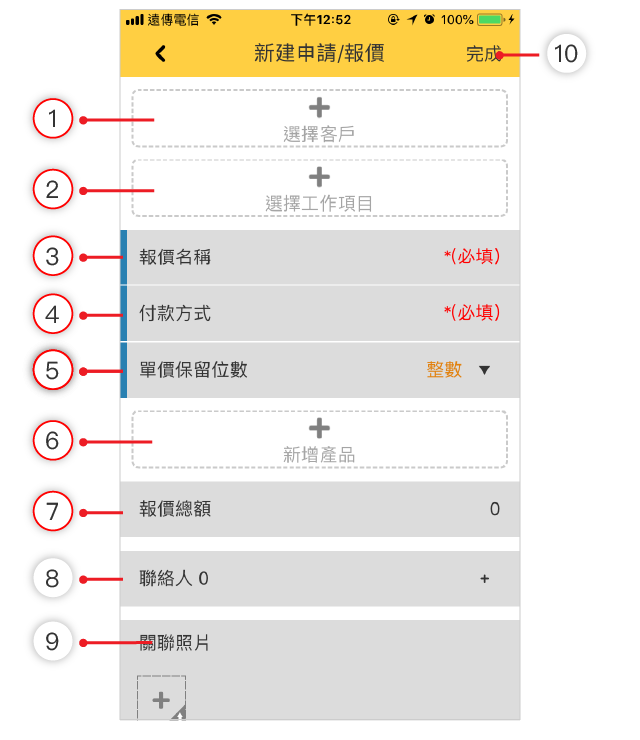 遠傳電信 下午12:52 100%
新建申請/報價 完成 10
1 選擇客戶
2 選擇工作項目
3 報價名稱 *(必填)
4 付款方式 *(必填)
5 單價保留位數 整數
6 新增產品
7 報價總額 0
8 聯絡人 0 +
9 關聯照片